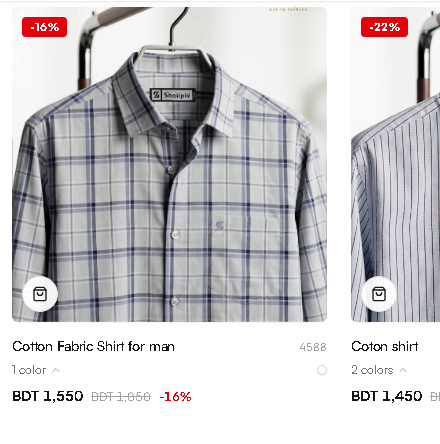 -16%
-22%
Shoilpik
Cotton Fabric Shirt for man
4588
Coton shirt
1 color
2 colors
BDT 1,550 BDT 1,850 -16%
BDT 1,450